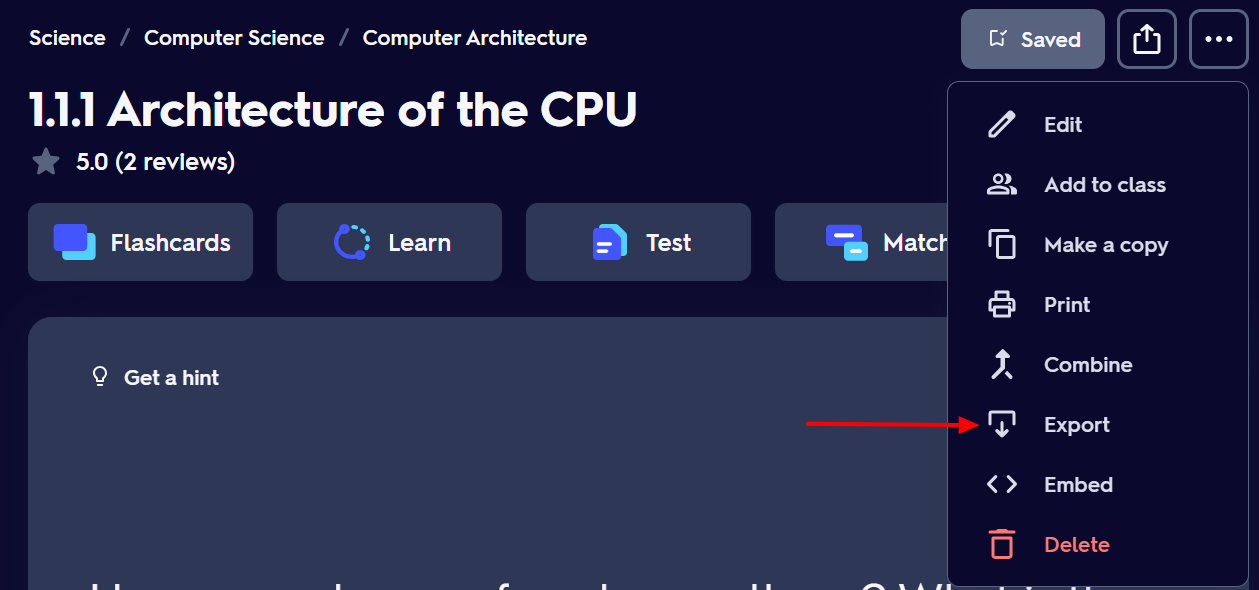 Science / Computer Science / Computer Architecture
Saved
1.1.1 Architecture of the CPU
5.0 (2 reviews)
Flashcards
Learn
Test
Match
Get a hint
Edit
Add to class
Make a copy
Print
Combine
Export
Embed
Delete